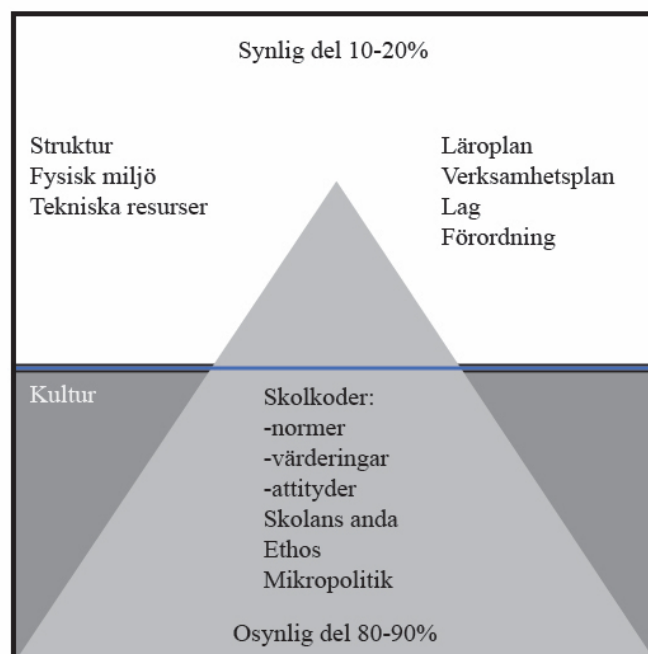 Synlig del 10-20%
Struktur
Fysisk miljö
Tekniska resurser
Läroplan
Verksamhetsplan
Lag
Förordning
Kultur
Skolkoder:
-normer
-värderingar
-attityder
Skolans anda
Ethos
Mikropolitik
Osynlig del 80-90%